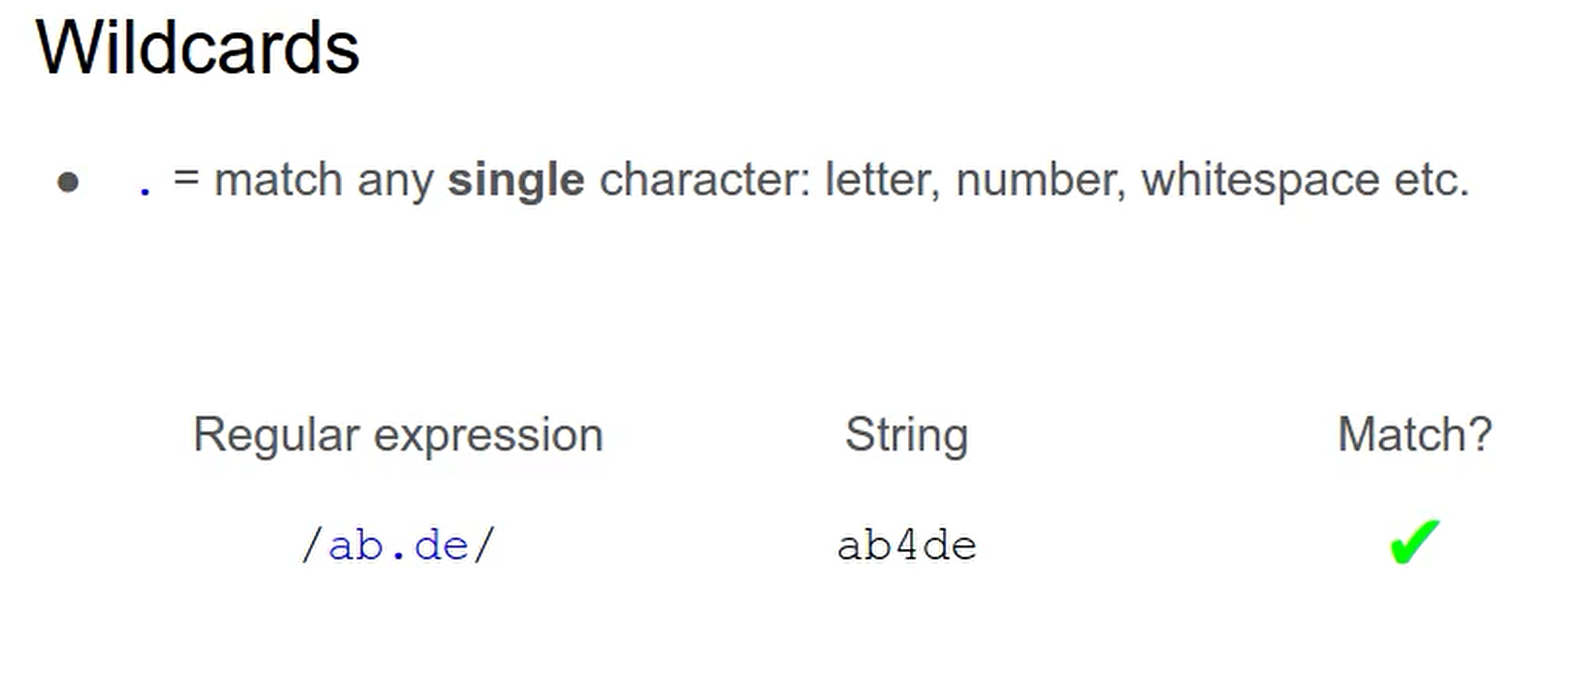 Wildcards
● . = match any single character: letter, number, whitespace etc.
Regular expression String Match?
/ab.de/ ab4de ✔